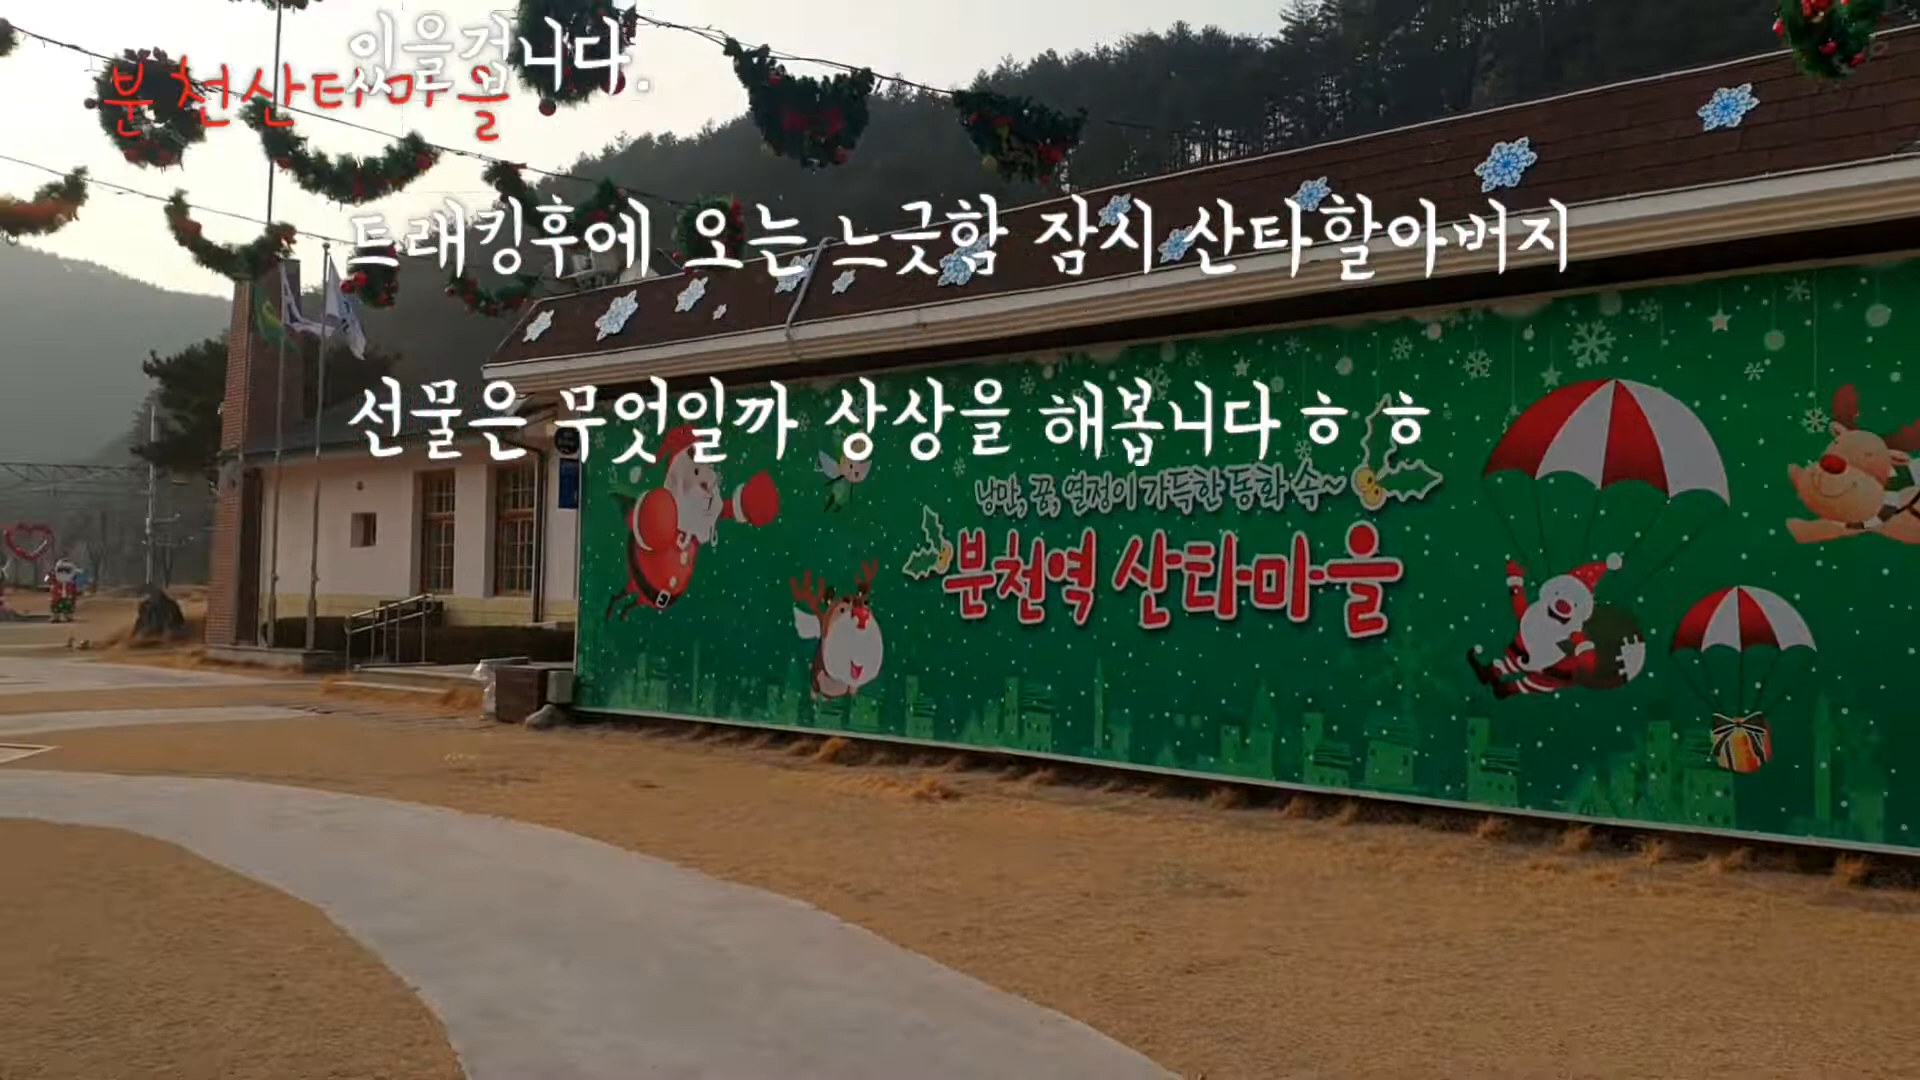 있을겁니다.
분천산타마을
트래킹후에 오는 느긋함 잠시 산타할아버지
선물은 무엇일까 상상을 해봅니다 ㅎ ㅎ
낭만, 꿈, 열정이 가득한 동화 속~
분천역 산타마을